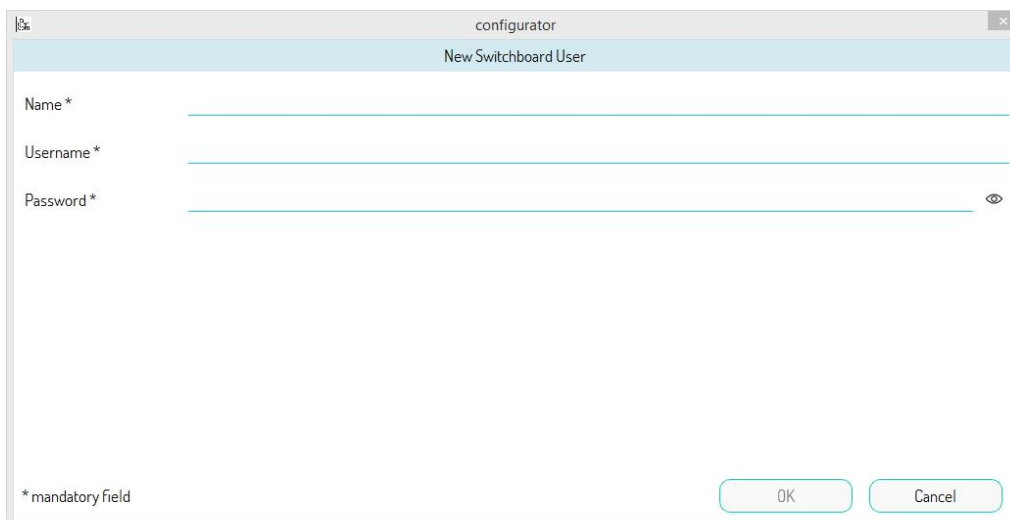 configurator
New Switchboard User
Name *
Username *
Password *
* mandatory field
OK
Cancel